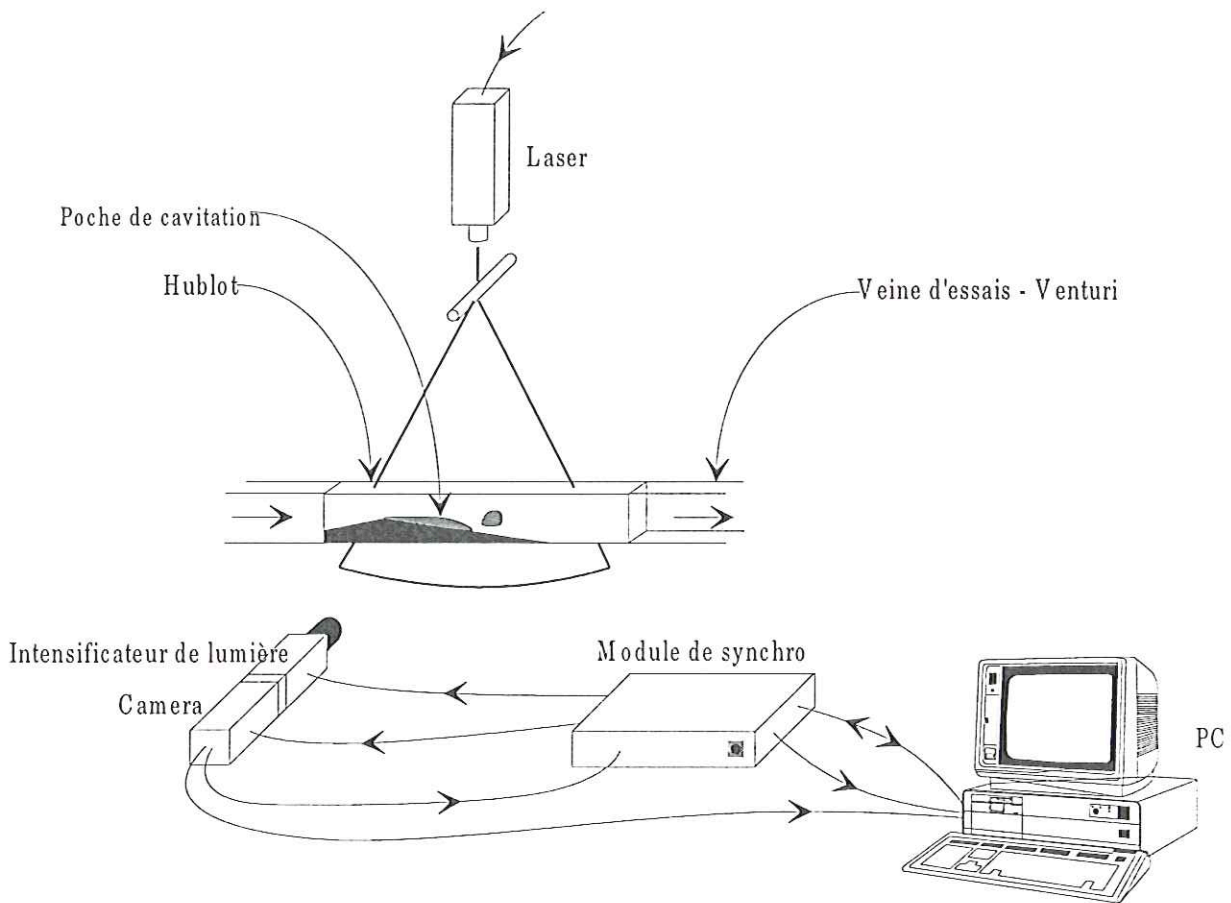 Laser
Poche de cavitation
Hublot
Veine d'essais - Venturi
Intensificateur de lumière
Camera
Module de synchro
PC